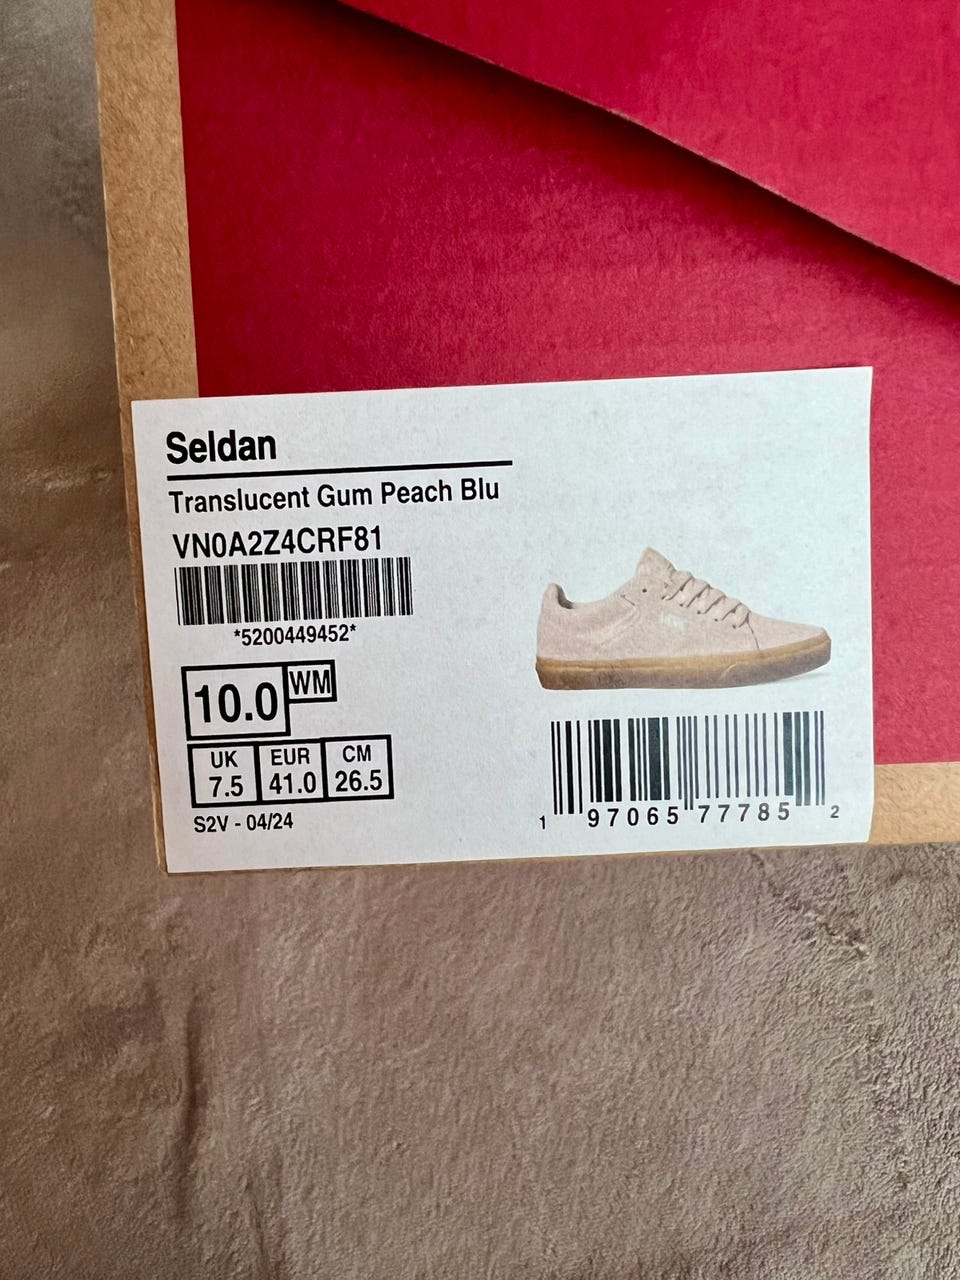 Seldan
Translucent Gum Peach Blu
VN0A2Z4CRF81
*5200449452*
10.0 WM
UK EUR CM
7.5 41.0 26.5
S2V - 04/24
1 97065 77785 2